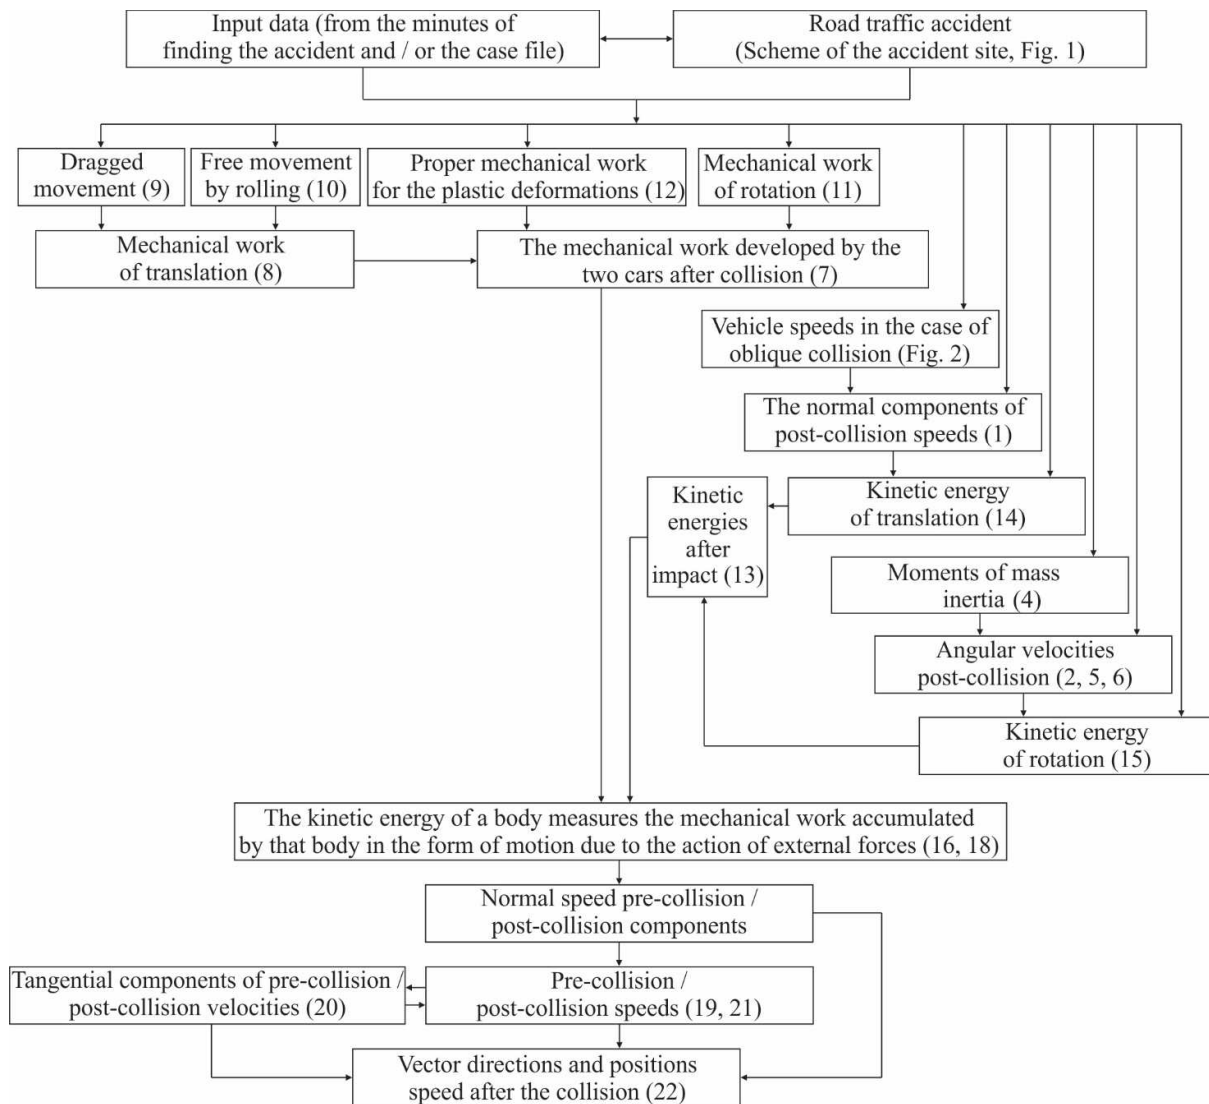 Input data (from the minutes of
finding the accident and / or the case file)
Road traffic accident
(Scheme of the accident site, Fig. 1)
Dragged
movement (9)
Free movement
by rolling (10)
Proper mechanical work
for the plastic deformations (12)
Mechanical work
of rotation (11)
Mechanical work
of translation (8)
The mechanical work developed by the
two cars after collision (7)
Vehicle speeds in the case of
oblique collision (Fig. 2)
The normal components of
post-collision speeds (1)
Kinetic
energies
after
impact (13)
Kinetic energy
of translation (14)
Moments of mass
inertia (4)
Angular velocities
post-collision (2, 5, 6)
Kinetic energy
of rotation (15)
The kinetic energy of a body measures the mechanical work accumulated
by that body in the form of motion due to the action of external forces (16, 18)
Normal speed pre-collision /
post-collision components
Tangential components of pre-collision /
post-collision velocities (20)
Pre-collision /
post-collision speeds (19, 21)
Vector directions and positions
speed after the collision (22)